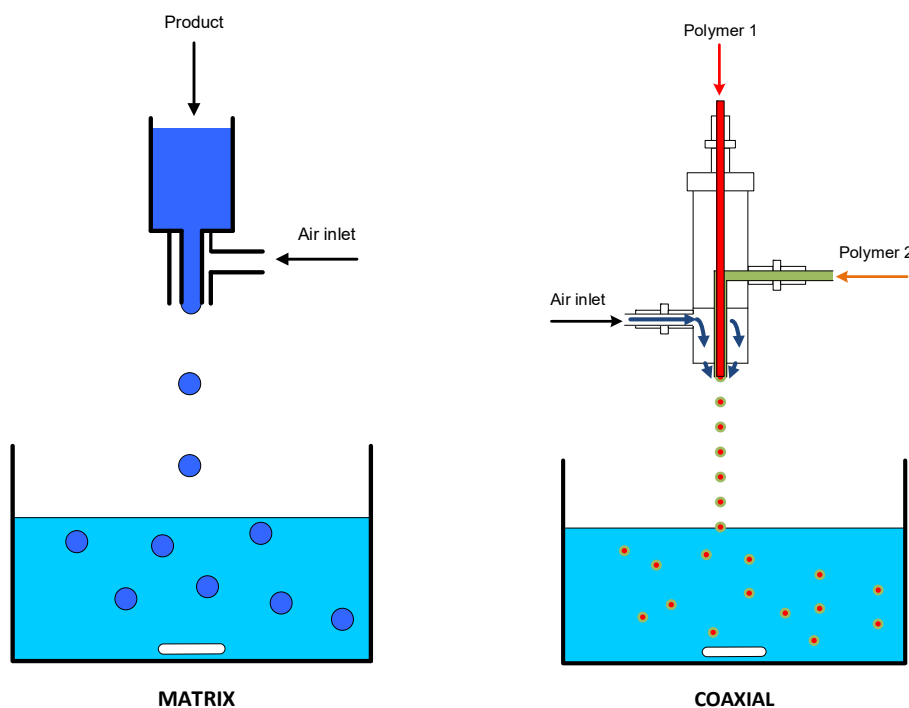 Product
Air inlet
MATRIX
Polymer 1
Polymer 2
Air inlet
COAXIAL